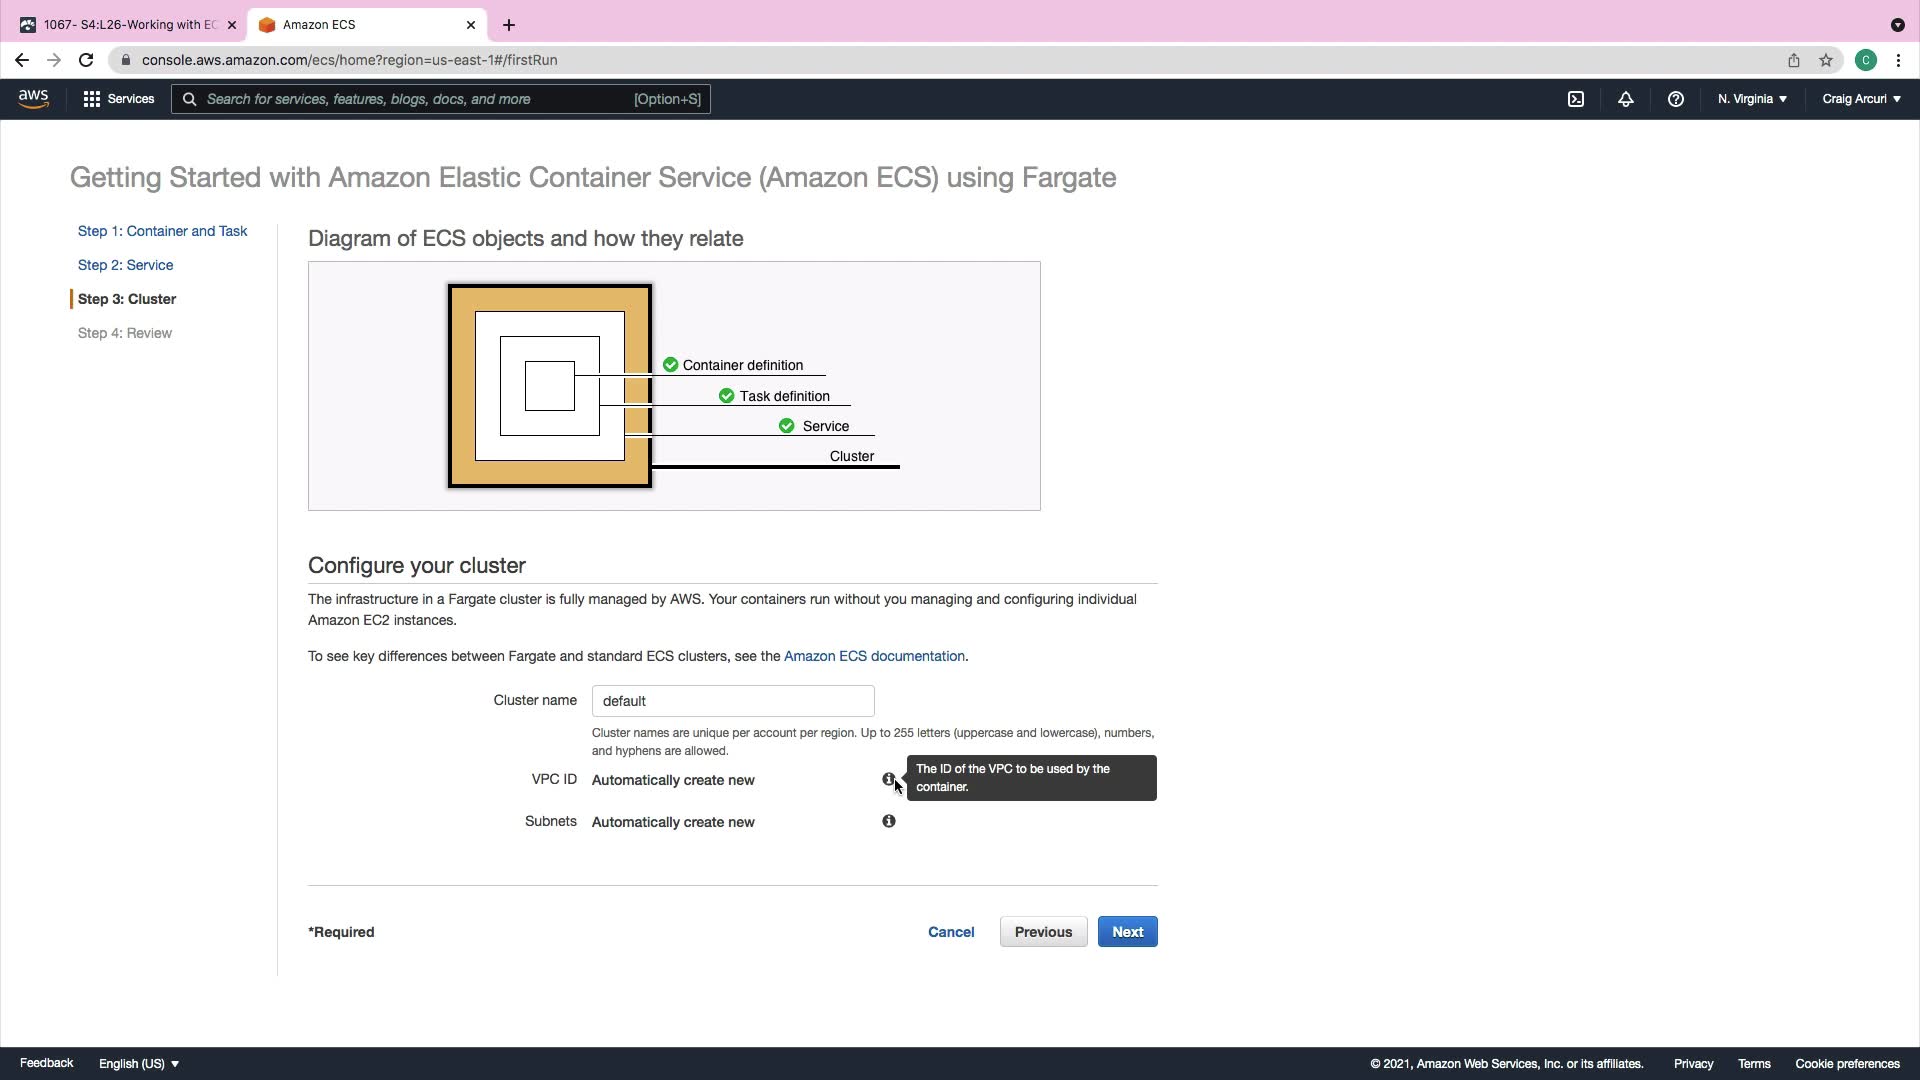 1067- S4:L26-Working with EC
Amazon ECS
console.aws.amazon.com/ecs/home?region=us-east-1#/firstRun
C
aws
Services
Search for services, features, blogs, docs, and more
[Option+S]
N. Virginia
Craig Arcuri
Getting Started with Amazon Elastic Container Service (Amazon ECS) using Fargate
Step 1: Container and Task
Step 2: Service
Step 3: Cluster
Step 4: Review
Diagram of ECS objects and how they relate
Container definition
Task definition
Service
Cluster
Configure your cluster
The infrastructure in a Fargate cluster is fully managed by AWS. Your containers run without you managing and configuring individual
Amazon EC2 instances.
To see key differences between Fargate and standard ECS clusters, see the Amazon ECS documentation.
Cluster name
default
Cluster names are unique per account per region. Up to 255 letters (uppercase and lowercase), numbers,
and hyphens are allowed.
VPC ID
Automatically create new
The ID of the VPC to be used by the
container.
Subnets
Automatically create new
*Required
Cancel
Previous
Next
Feedback
English (US)
© 2021, Amazon Web Services, Inc. or its affiliates.
Privacy
Terms
Cookie preferences